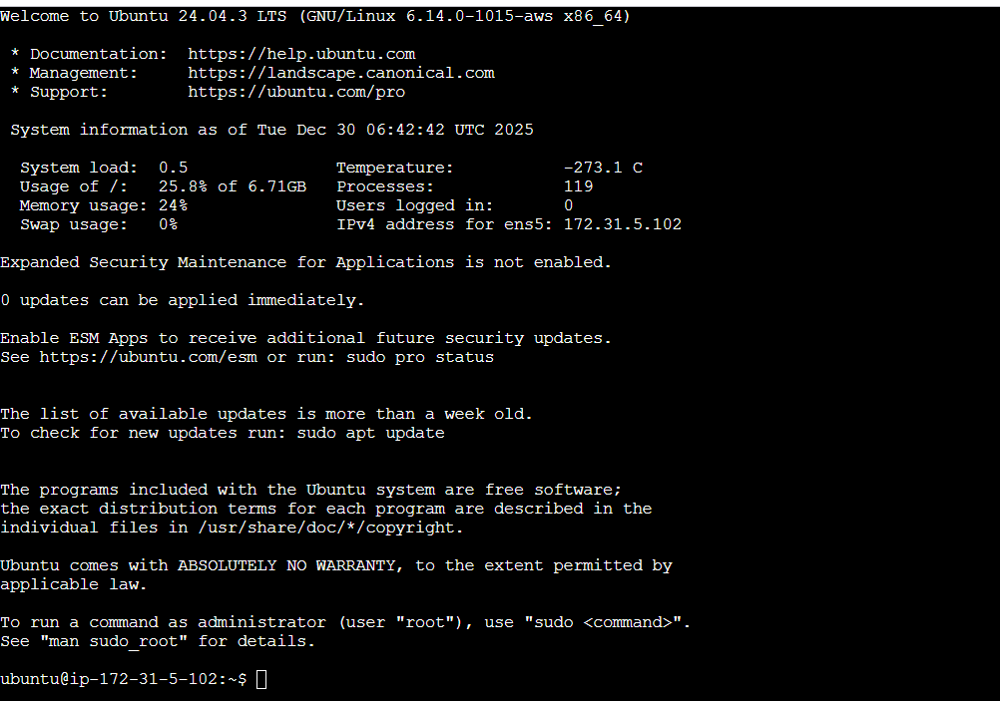 Welcome to Ubuntu 24.04.3 LTS (GNU/Linux 6.14.0-1015-aws x86_64)

 * Documentation:  https://help.ubuntu.com
 * Management:     https://landscape.canonical.com
 * Support:        https://ubuntu.com/pro

 System information as of Tue Dec 30 06:42:42 UTC 2025

  System load:  0.5               Temperature:           -273.1 C
  Usage of /:   25.8% of 6.71GB   Processes:             119
  Memory usage: 24%               Users logged in:       0
  Swap usage:   0%                IPv4 address for ens5: 172.31.5.102

Expanded Security Maintenance for Applications is not enabled.

0 updates can be applied immediately.

Enable ESM Apps to receive additional future security updates.
See https://ubuntu.com/esm or run: sudo pro status


The list of available updates is more than a week old.
To check for new updates run: sudo apt update


The programs included with the Ubuntu system are free software;
the exact distribution terms for each program are described in the
individual files in /usr/share/doc/*/copyright.

Ubuntu comes with ABSOLUTELY NO WARRANTY, to the extent permitted by
applicable law.

To run a command as administrator (user "root"), use "sudo <command>".
See "man sudo_root" for details.

ubuntu@ip-172-31-5-102:~$